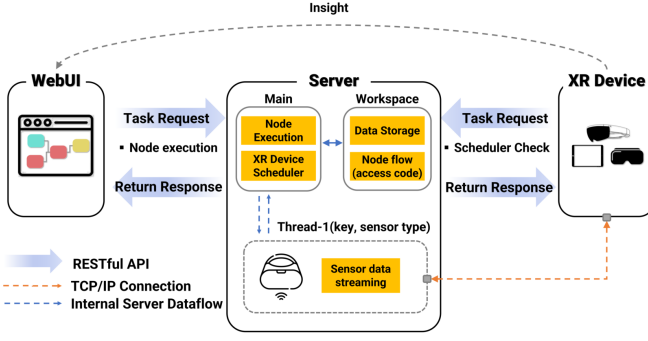 Insight
WebUI
Server
XR Device
Main
Workspace
Task Request
Node
Execution
Data Storage
Task Request
▪ Node execution
XR Device
Scheduler
Node flow
(access code)
▪ Scheduler Check
Return Response
Return Response
Thread-1(key, sensor type)
Sensor data
streaming
RESTful API
TCP/IP Connection
Internal Server Dataflow